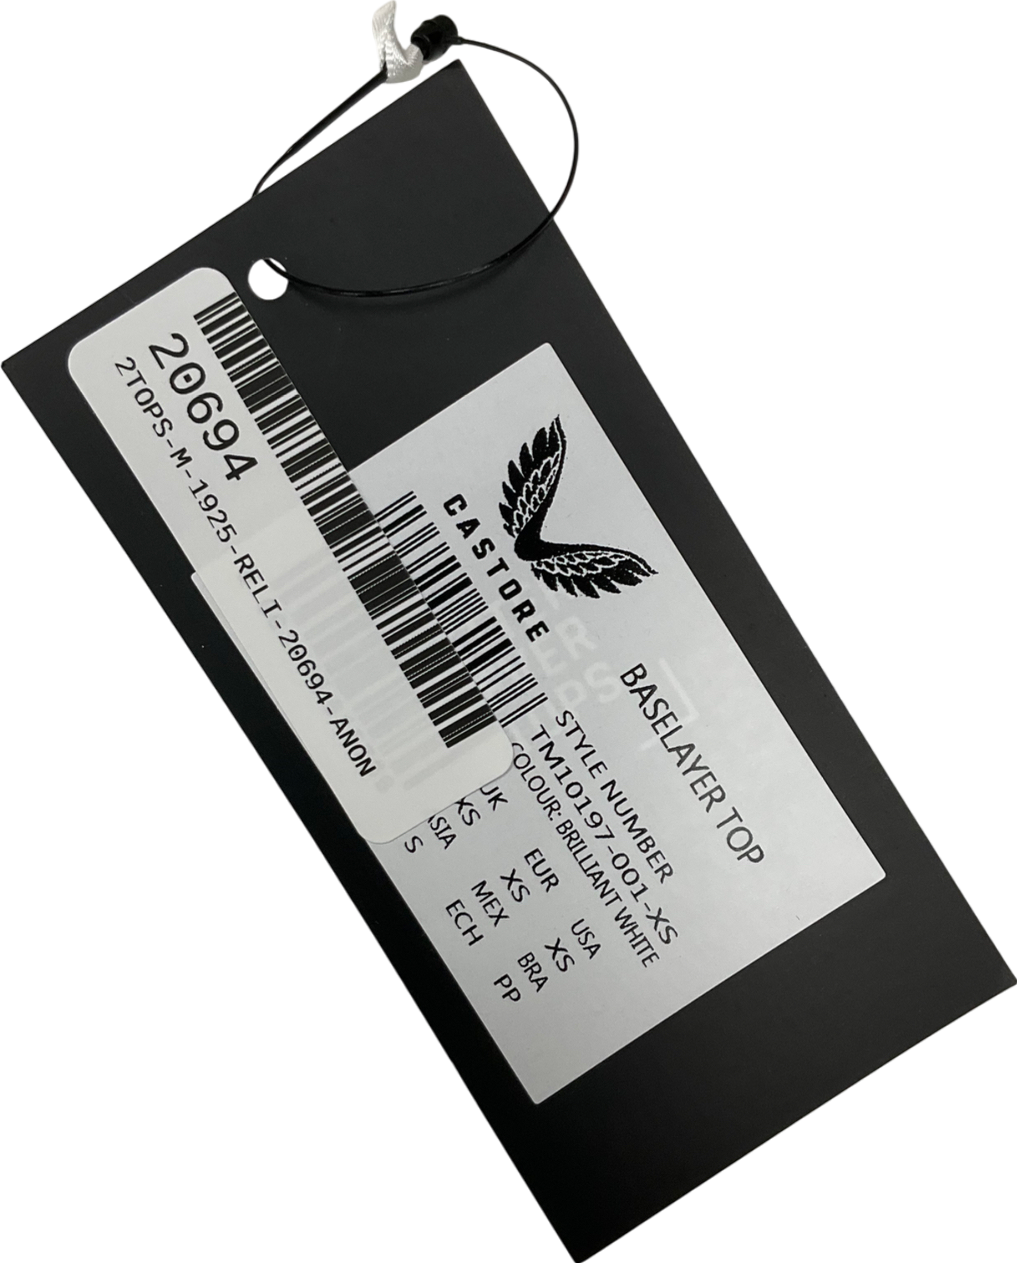 20694
2TOPS-M-1925-RELI-20694-ANON
CASTORE
BASELAYER TOP
STYLE NUMBER
TM10197-001-XS
COLOUR: BRILLIANT WHITE
UK EUR USA
XS XS XS
ASIA MEX BRA
S ECH PP